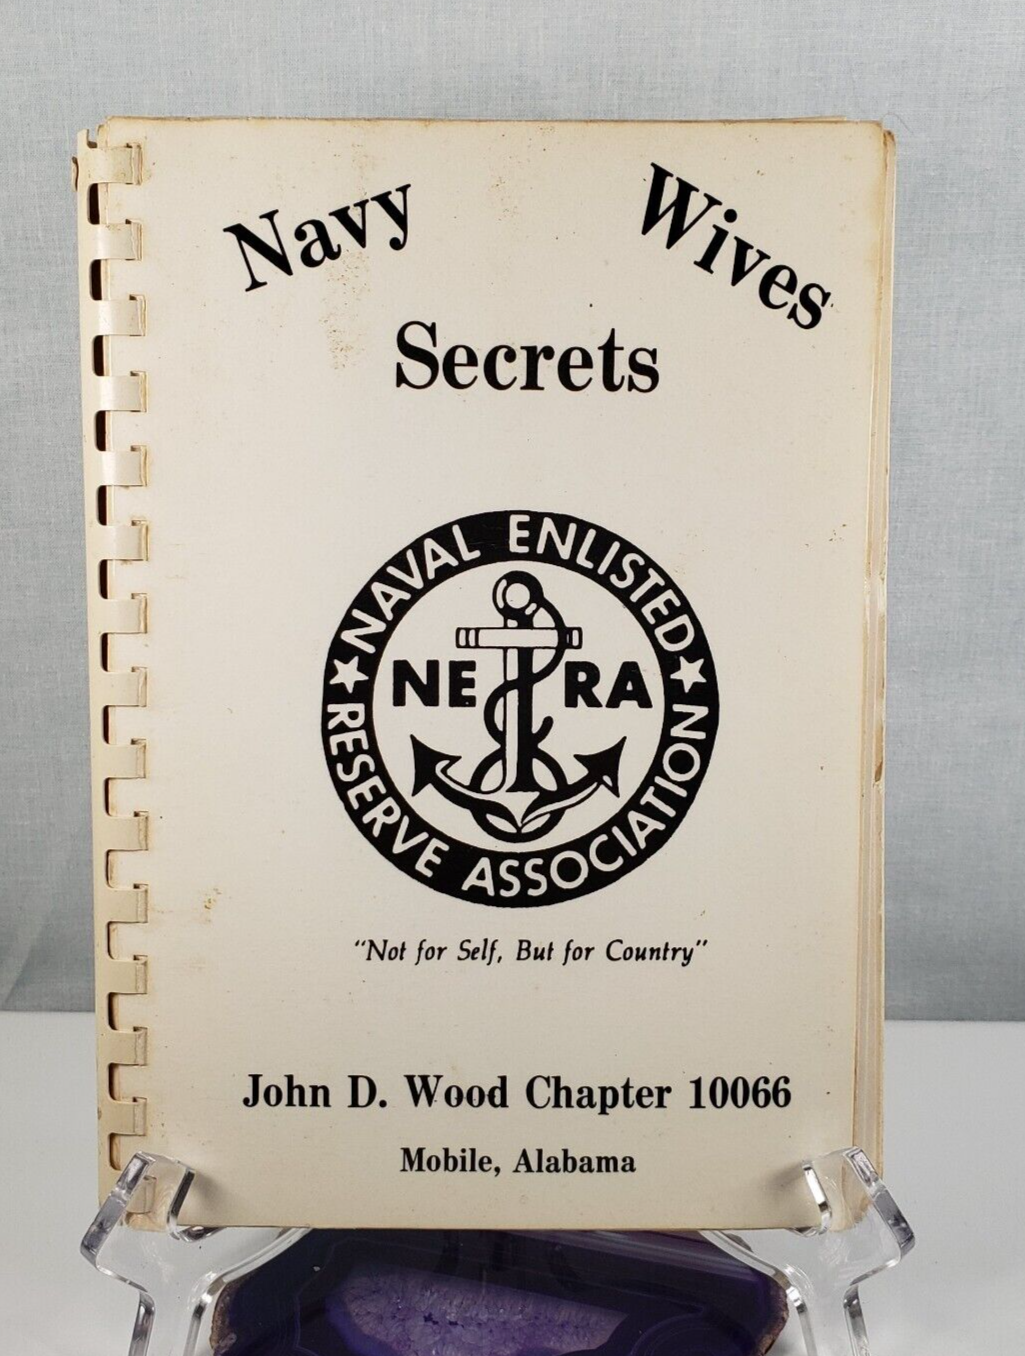 Navy Wives
Secrets
NAVAL ENLISTED
NE RA
RESERVE ASSOCIATION
"Not for Self, But for Country"
John D. Wood Chapter 10066
Mobile, Alabama